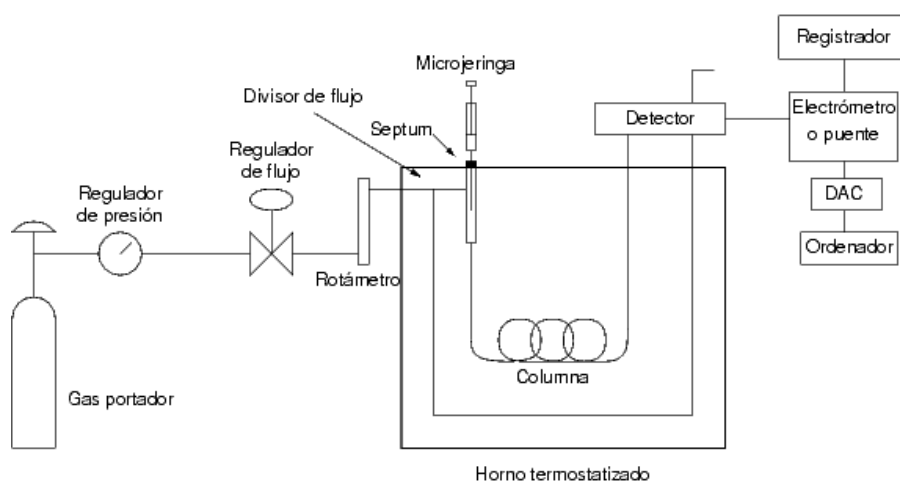 Registrador
Microjeringa
Divisor de flujo
Septum
Detector
Electrómetro
o puente
Regulador
de flujo
Regulador
de presión
DAC
Ordenador
Rotámetro
Columna
Gas portador
Horno termostatizado